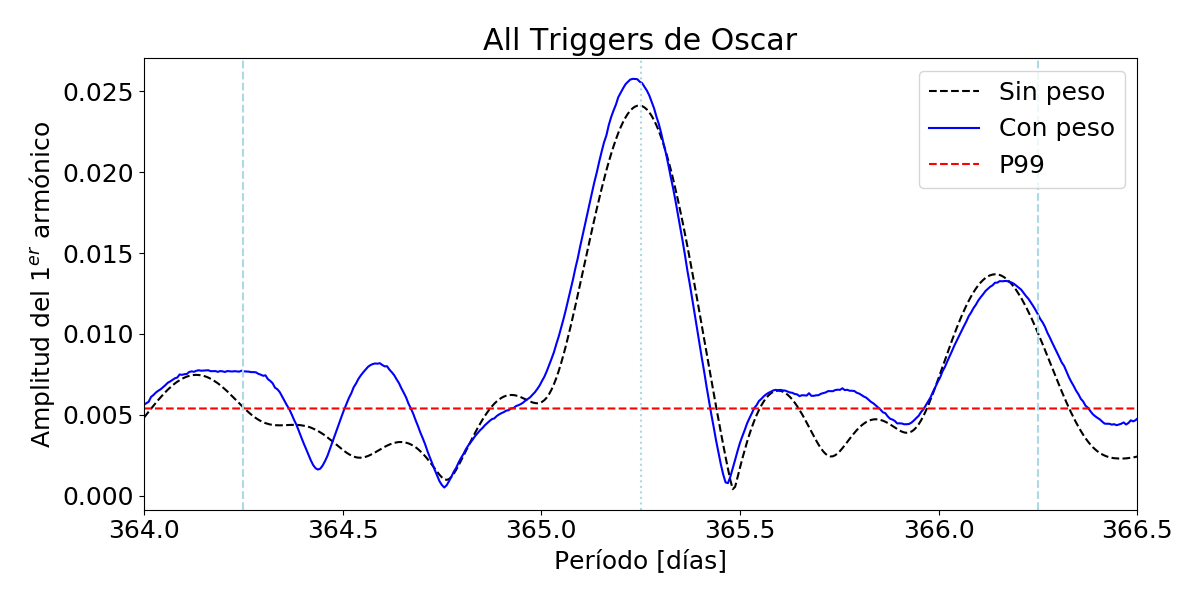 All Triggers de Oscar
Amplitud del 1er armónico
0.025
0.020
0.015
0.010
0.005
0.000
Sin peso
Con peso
P99
364.0 364.5 365.0 365.5 366.0 366.5
Período [días]